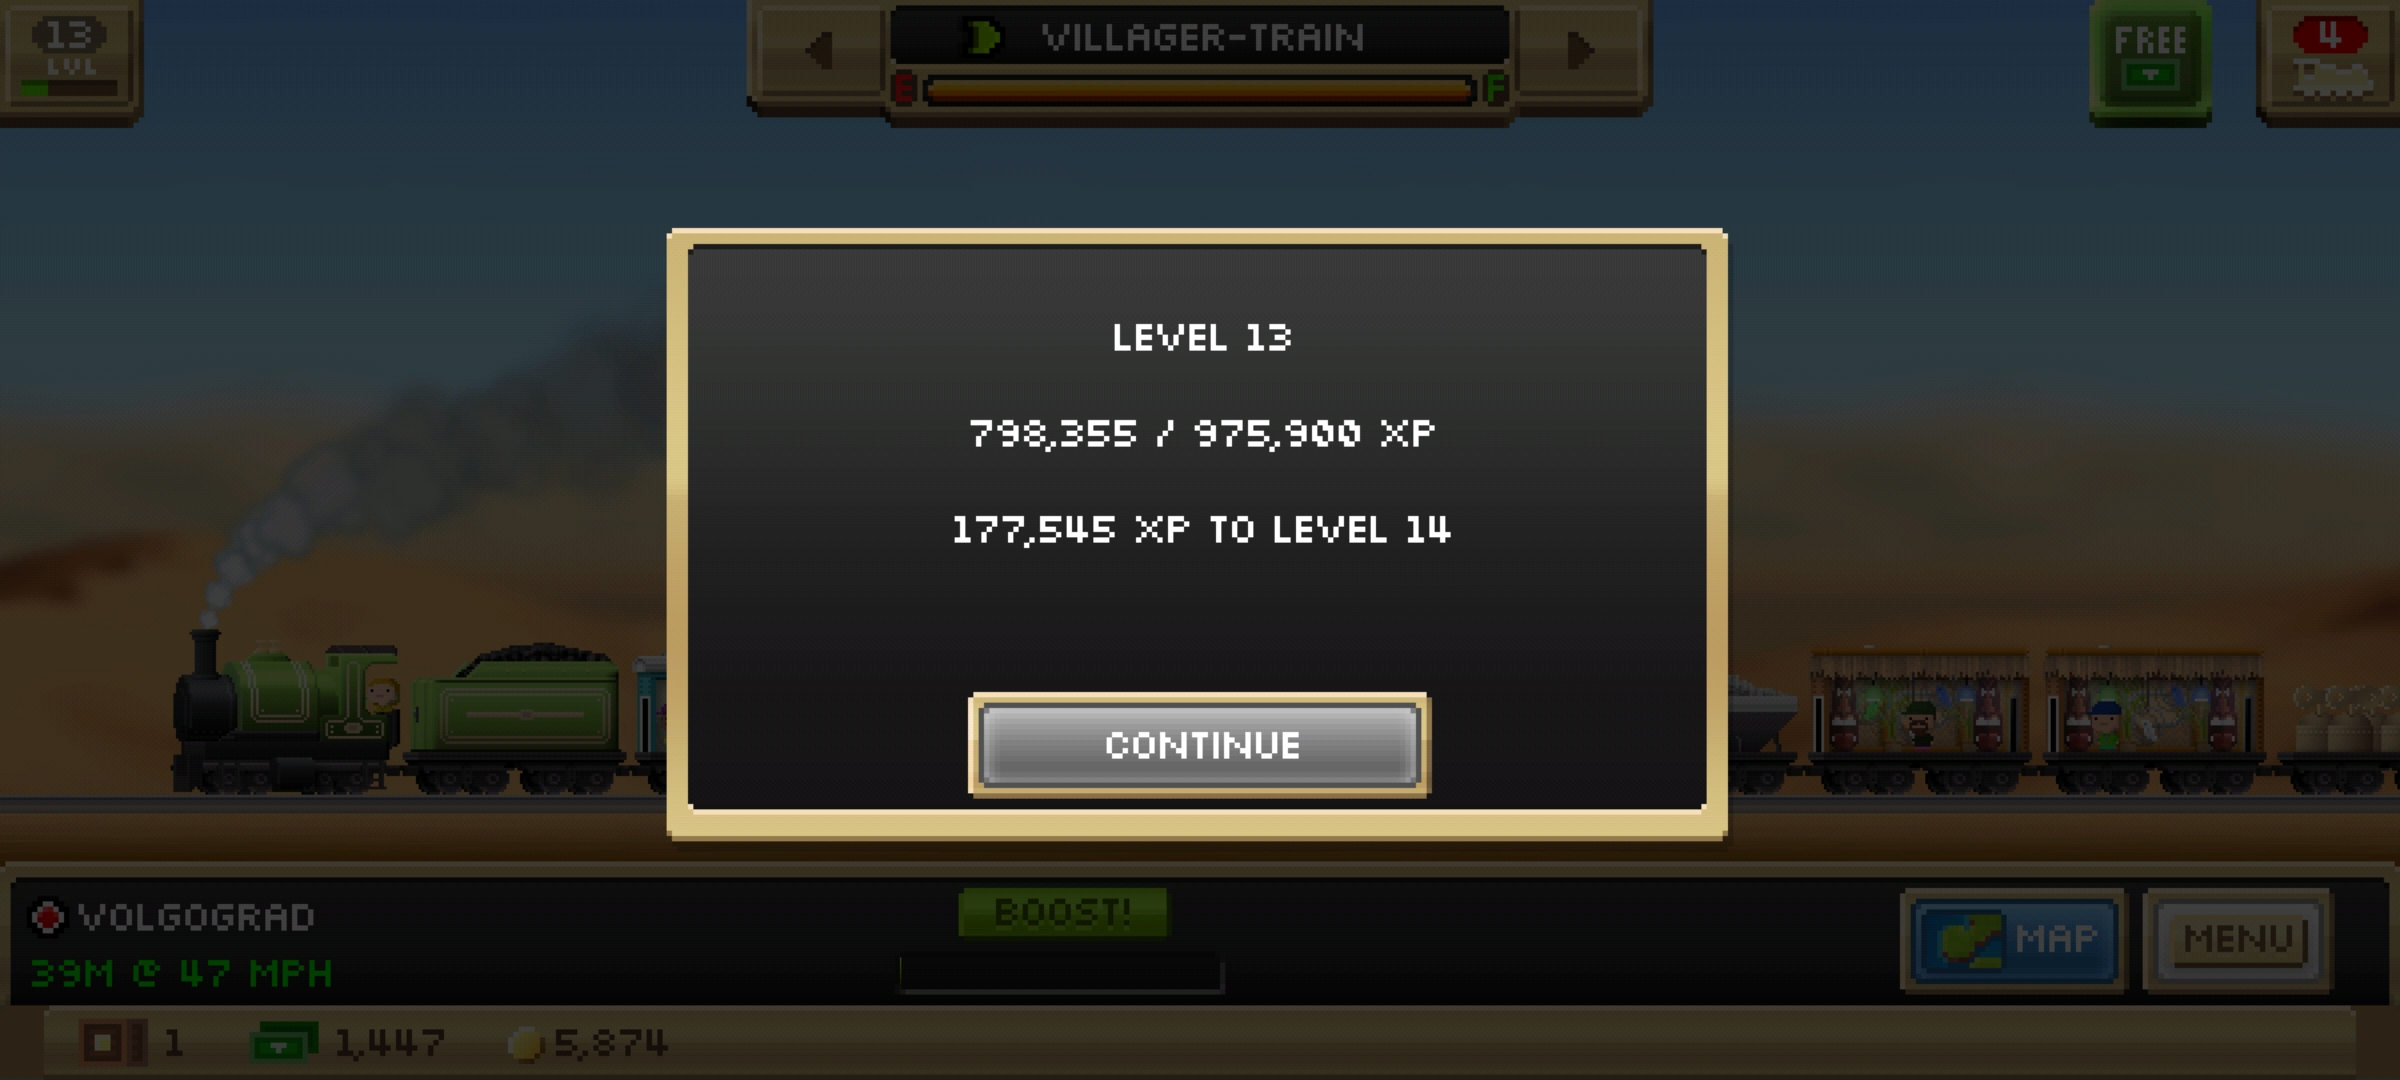 13
LVL
VILLAGER-TRAIN
E F
FREE
4
LEVEL 13
798,355 / 975,900 XP
177,545 XP TO LEVEL 14
CONTINUE
VOLGOGRAD
39M @ 47 MPH
BOOST!
MAP
MENU
1 1,447 5,874